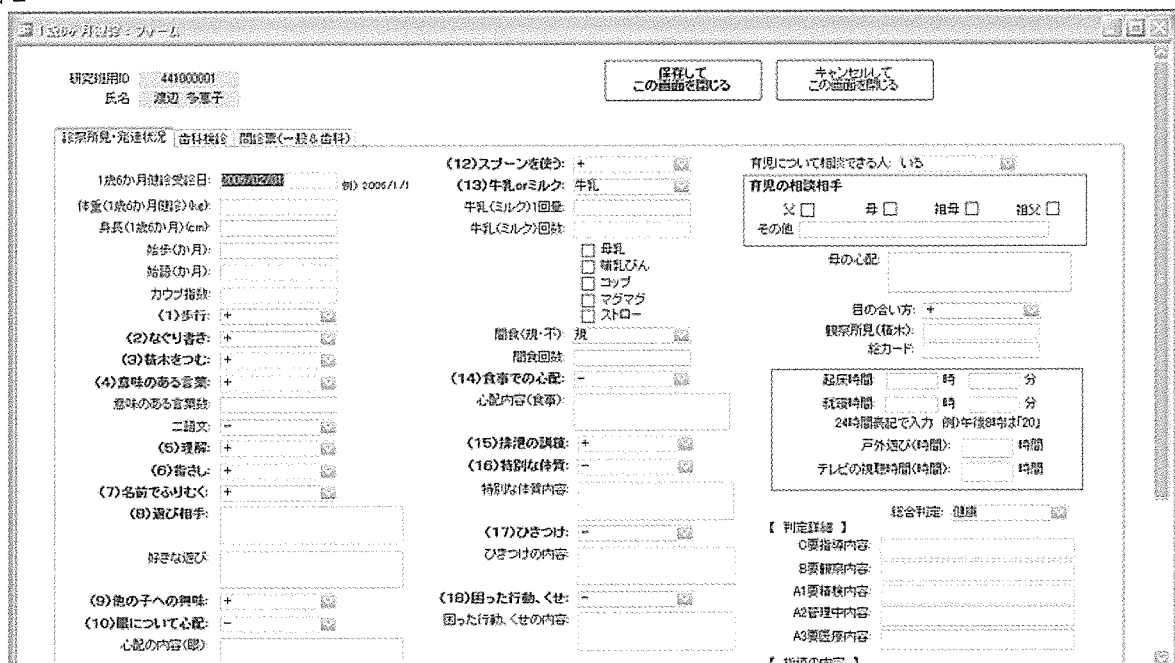 1歳6か月健診：フォーム
研究班用ID 441000001
氏名 渡辺 多恵子
保存して
この画面を閉じる
キャンセルして
この画面を閉じる
診察所見・発達状況 歯科検診 問診票(一般&歯科)
1歳6か月健診受診日: 2006/02/01 例) 2006/1/1
体重(1歳6か月健診)(kg):
身長(1歳6か月)(cm):
始歩(か月):
始語(か月):
カウプ指数:
(1)歩行: +
(2)なぐり書き: +
(3)積木をつむ: +
(4)意味のある言葉: +
意味のある言葉数:
二語文: -
(5)理解: +
(6)指さし: +
(7)名前でふりむく: +
(8)遊び相手:
好きな遊び:
(9)他の子への興味: +
(10)眼について心配: -
心配の内容(眼):
(12)スプーンを使う: +
(13)牛乳orミルク: 牛乳
牛乳(ミルク)1回量:
牛乳(ミルク)回数:
母乳
哺乳びん
コップ
マグマグ
ストロー
間食(規・不): 規
間食回数:
(14)食事での心配: -
心配内容(食事):
(15)排泄の訓練: +
(16)特別な体質: -
特別な体質内容:
(17)ひきつけ: -
ひきつけの内容:
(18)困った行動、くせ: -
困った行動、くせの内容:
育児について相談できる人: いる
育児の相談相手
父 母 祖母 祖父
その他
母の心配:
目の合い方: +
観察所見(積木):
絵カード:
起床時間: 時 分
就寝時間: 時 分
24時間表記で入力 例)午後8時は「20」
戸外遊び(時間): 時間
テレビの視聴時間(時間): 時間
総合判定: 健康
【 判定詳細 】
C要指導内容:
B要観察内容:
A1要精検内容:
A2管理中内容:
A3要医療内容:
【 指導の内容 】